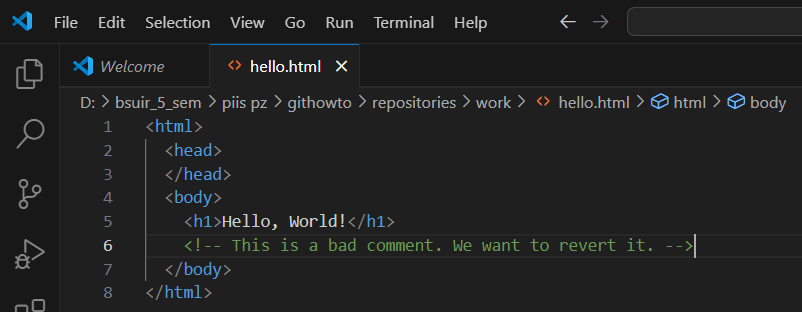 File Edit Selection View Go Run Terminal Help
Welcome hello.html
D: > bsuir_5_sem > piis pz > githowto > repositories > work > hello.html > html > body
1 <html>
2 <head>
3 </head>
4 <body>
5 <h1>Hello, World!</h1>
6 <!-- This is a bad comment. We want to revert it. -->
7 </body>
8 </html>